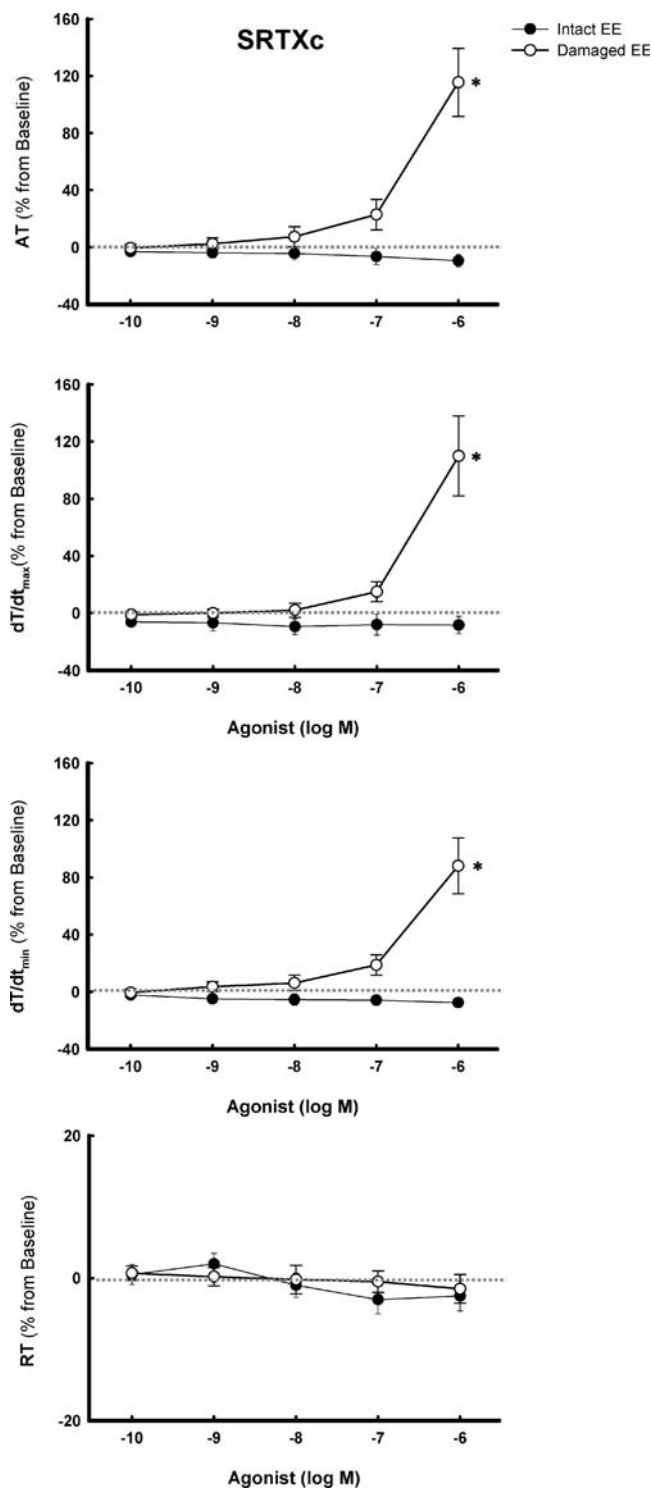 SRTXc
Intact EE
Damaged EE
AT (% from Baseline)
160
120
80
40
0
-40
*
-10 -9 -8 -7 -6
dT/dtmax(% from Baseline)
160
120
80
40
0
-40
*
-10 -9 -8 -7 -6
Agonist (log M)
dT/dtmin (% from Baseline)
160
120
80
40
0
-40
*
-10 -9 -8 -7 -6
Agonist (log M)
RT (% from Baseline)
20
0
-20
-10 -9 -8 -7 -6
Agonist (log M)